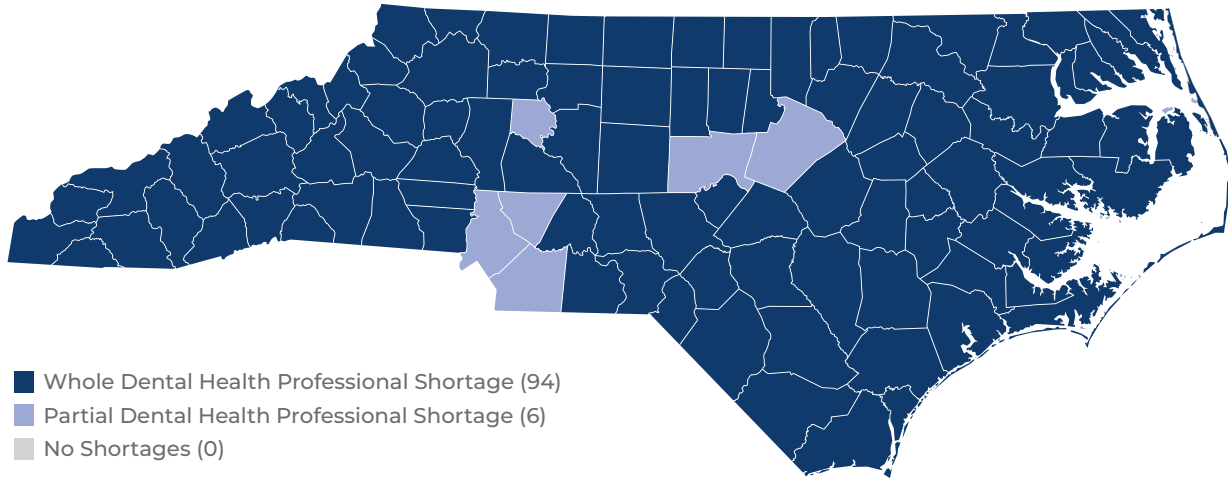 Whole Dental Health Professional Shortage (94)
Partial Dental Health Professional Shortage (6)
No Shortages (0)